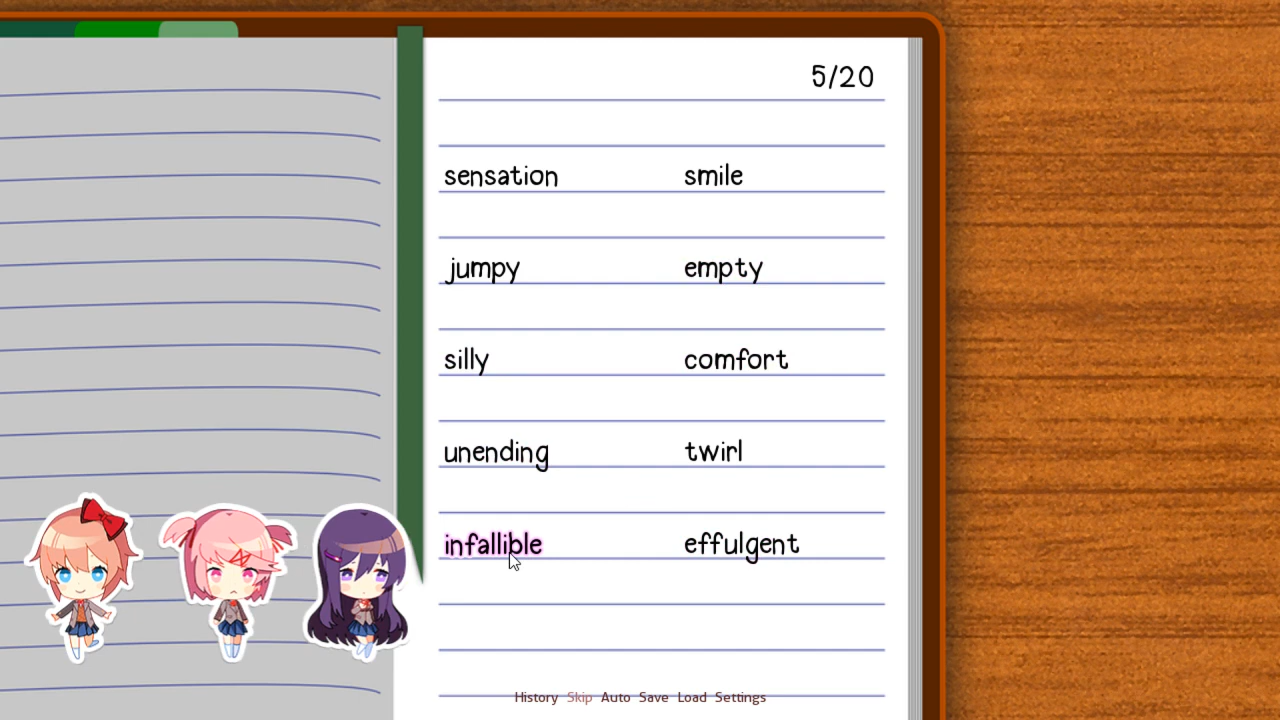 5/20
sensation smile
jumpy empty
silly comfort
unending twirl
infallible effulgent
History Skip Auto Save Load Settings